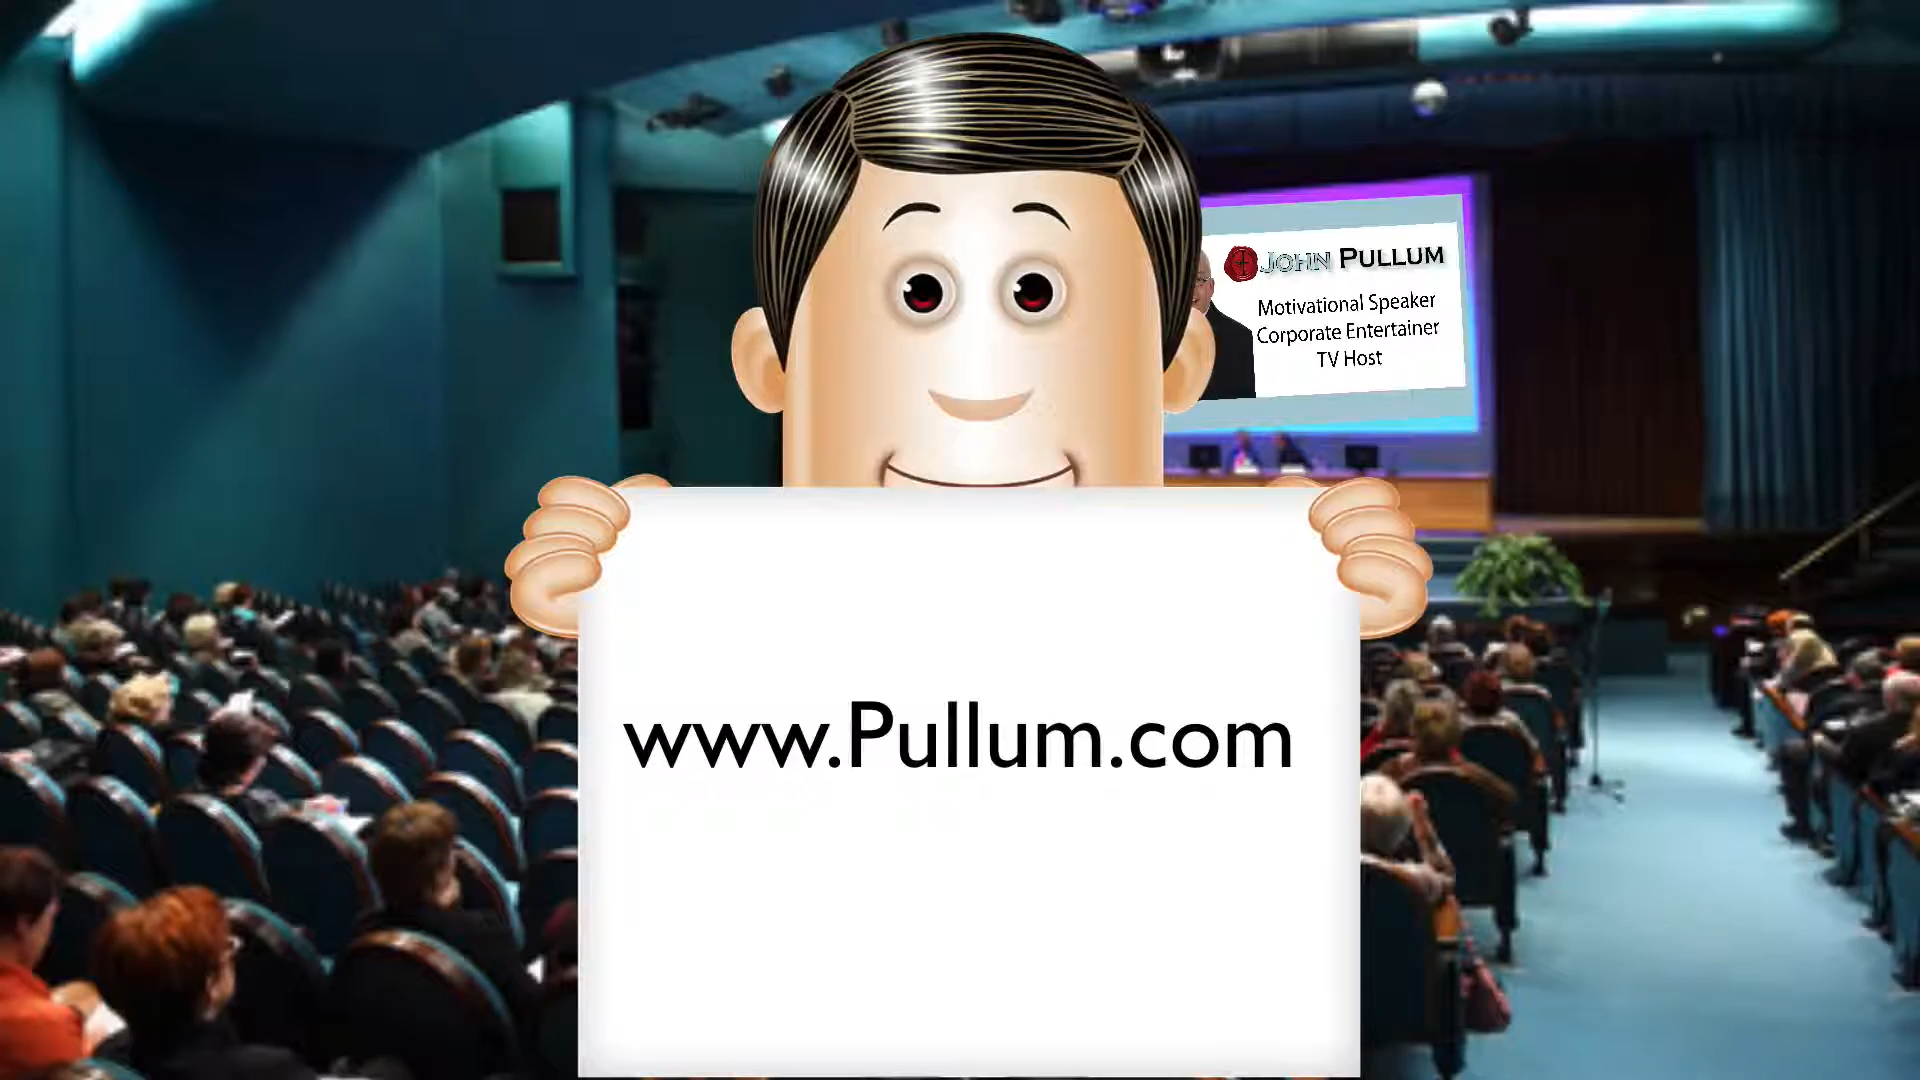 JOHN PULLUM
Motivational Speaker
Corporate Entertainer
TV Host
www.Pullum.com